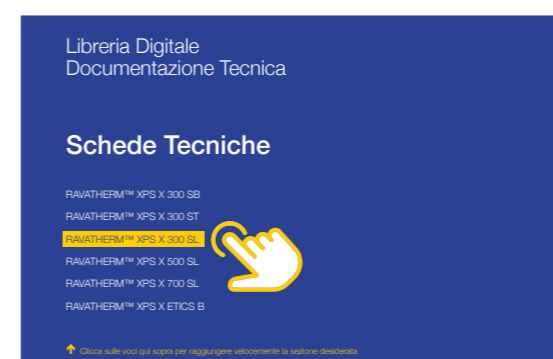 Libreria Digitale
Documentazione Tecnica
Schede Tecniche
RAVATHERM™ XPS X 300 SB
RAVATHERM™ XPS X 300 ST
RAVATHERM™ XPS X 300 SL
RAVATHERM™ XPS X 500 SL
RAVATHERM™ XPS X 700 SL
RAVATHERM™ XPS X ETICS B
Clicca sulle voci qui sopra per raggiungere velocemente la sezione desiderata